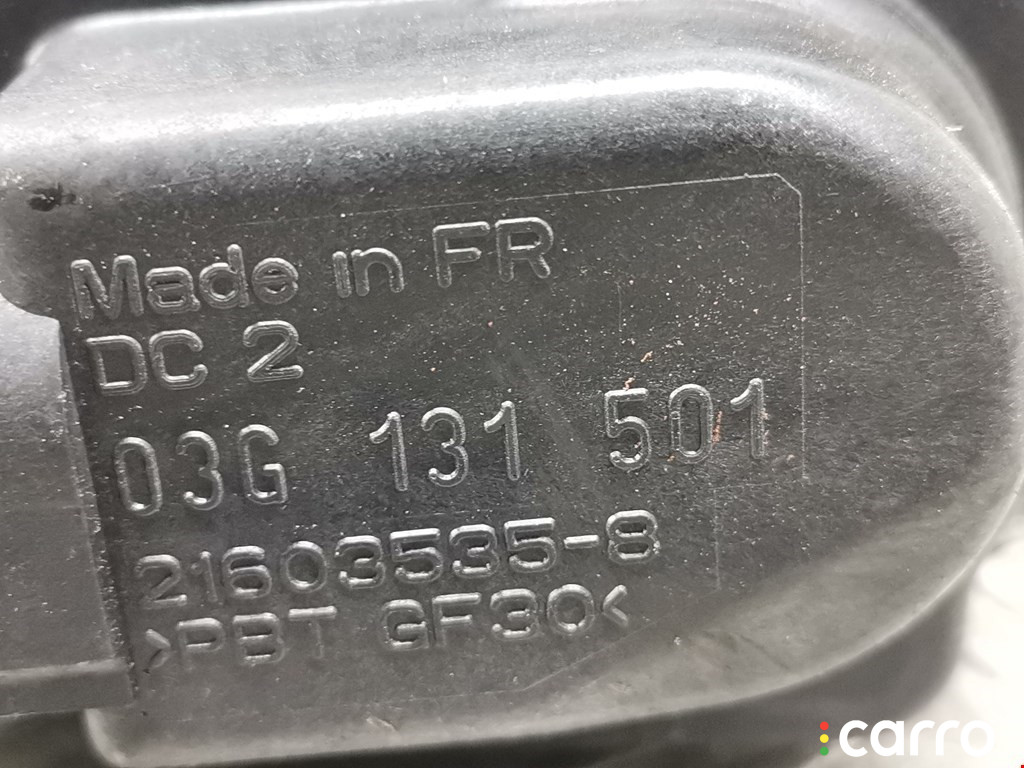 Made in FR
DC 2
03G 131 501
21603535-8
>PBT GF30<
carro